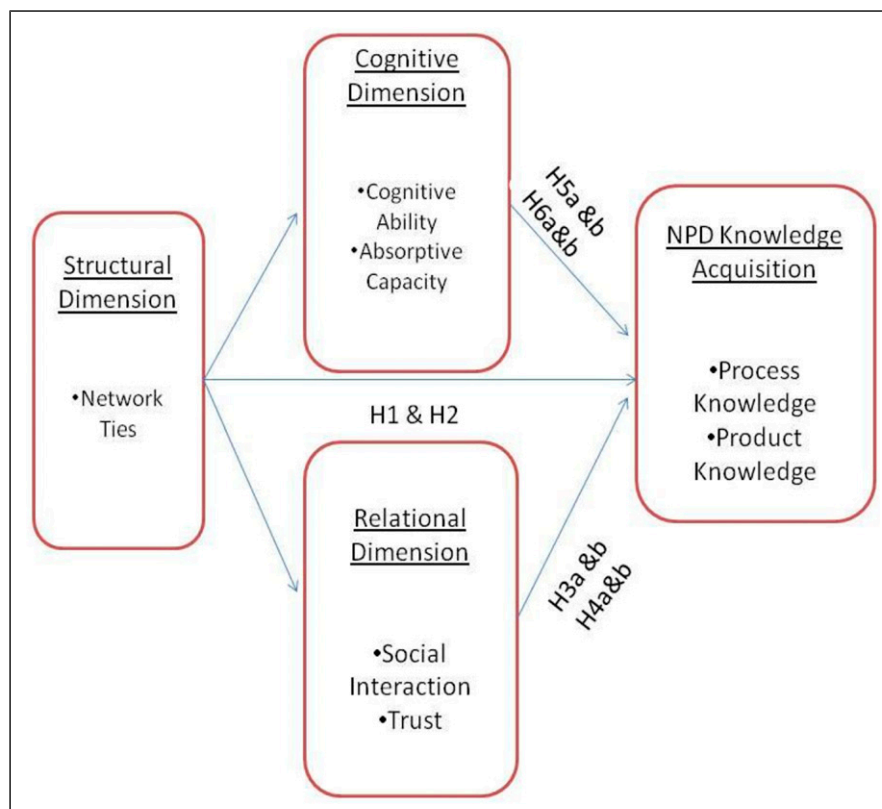 Cognitive
Dimension
•Cognitive
Ability
•Absorptive
Capacity
H5a &b
H6a&b
NPD Knowledge
Acquisition
•Process
Knowledge
•Product
Knowledge
Structural
Dimension
•Network
Ties
H1 & H2
Relational
Dimension
•Social
Interaction
•Trust
H3a &b
H4a&b